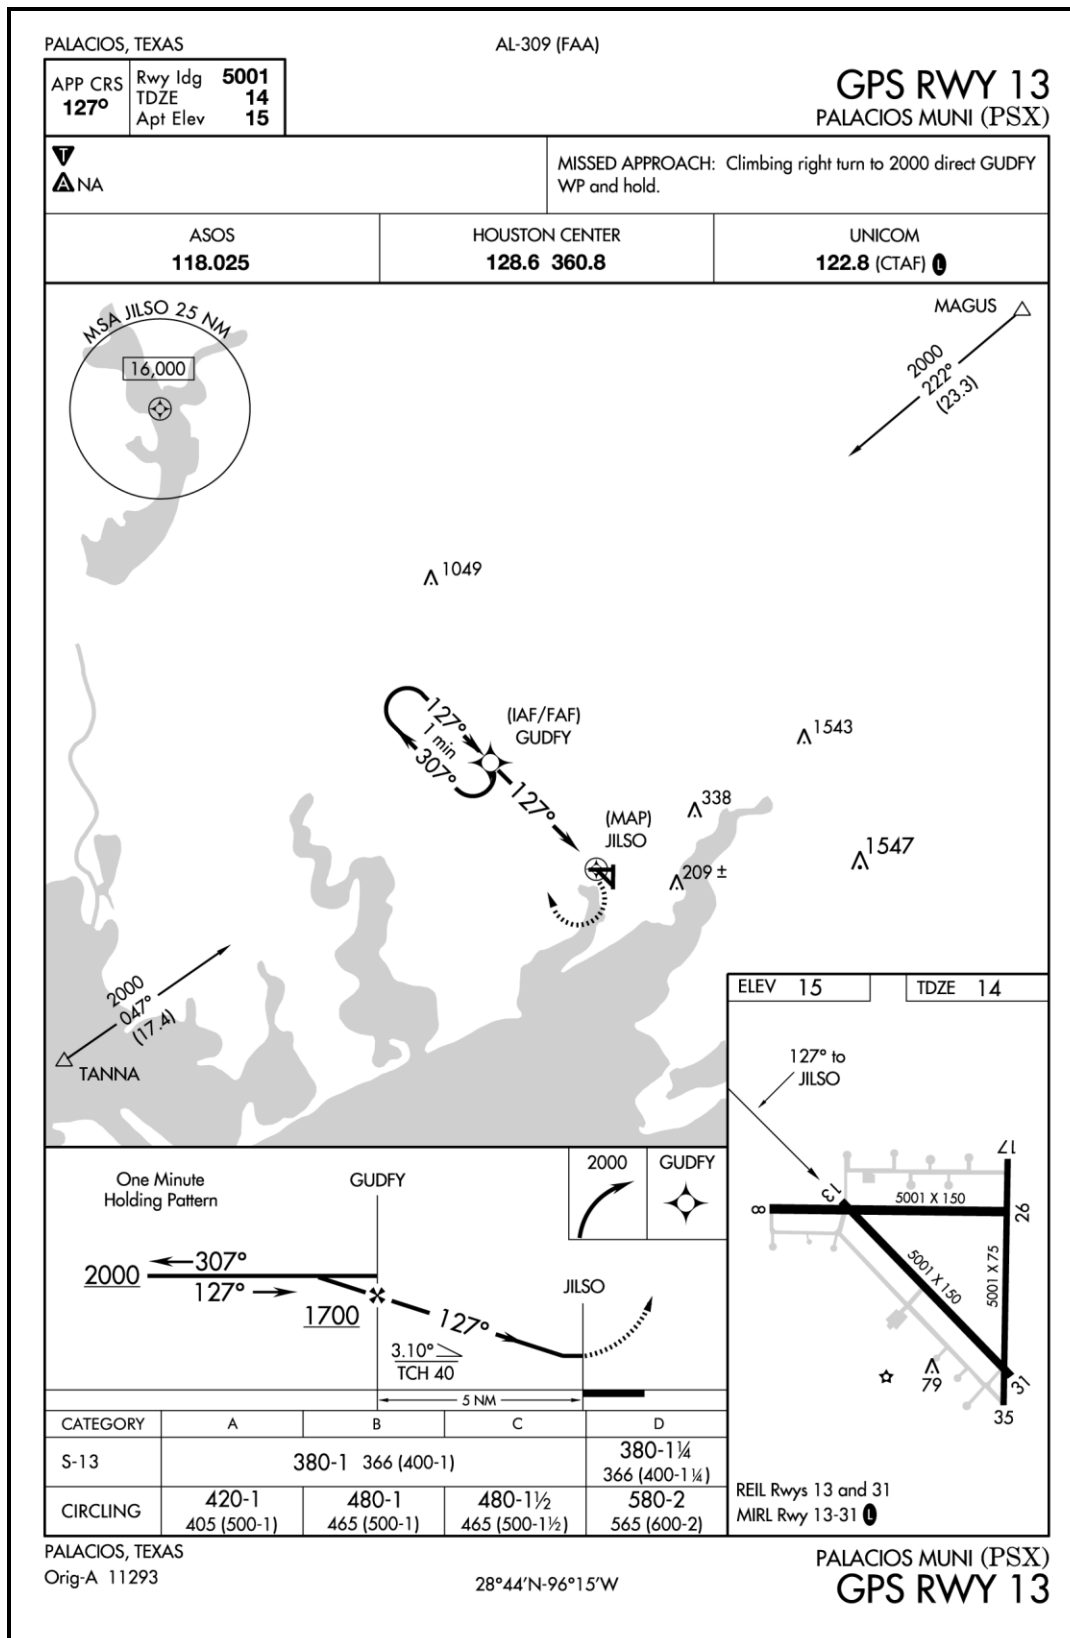 PALACIOS, TEXAS
AL-309 (FAA)
APP CRS
127°
Rwy ldg 5001
TDZE 14
Apt Elev 15
GPS RWY 13
PALACIOS MUNI (PSX)
T
A NA
MISSED APPROACH: Climbing right turn to 2000 direct GUDFY
WP and hold.
ASOS
118.025
HOUSTON CENTER
128.6 360.8
UNICOM
122.8 (CTAF) L
MSA JILSO 25 NM
16,000
MAGUS
2000
222°
(23.3)
1049
127°
1 min
307°
(IAF/FAF)
GUDFY
127°
1543
338
(MAP)
JILSO
1547
209 ±
2000
047°
(17.4)
TANNA
ELEV 15
TDZE 14
127° to
JILSO
17
13
8
5001 X 150
26
5001 X 150
5001 X 75
79
31
35
REIL Rwys 13 and 31
MIRL Rwy 13-31 L
One Minute
Holding Pattern
GUDFY
2000
GUDFY
307°
2000
127°
1700
127°
JILSO
3.10°
TCH 40
5 NM
CATEGORY A B C D
S-13 380-1 366 (400-1) 380-1¼
366 (400-1¼)
CIRCLING 420-1 480-1 480-1½ 580-2
405 (500-1) 465 (500-1) 465 (500-1½) 565 (600-2)
PALACIOS, TEXAS
Orig-A 11293
28°44'N-96°15'W
PALACIOS MUNI (PSX)
GPS RWY 13